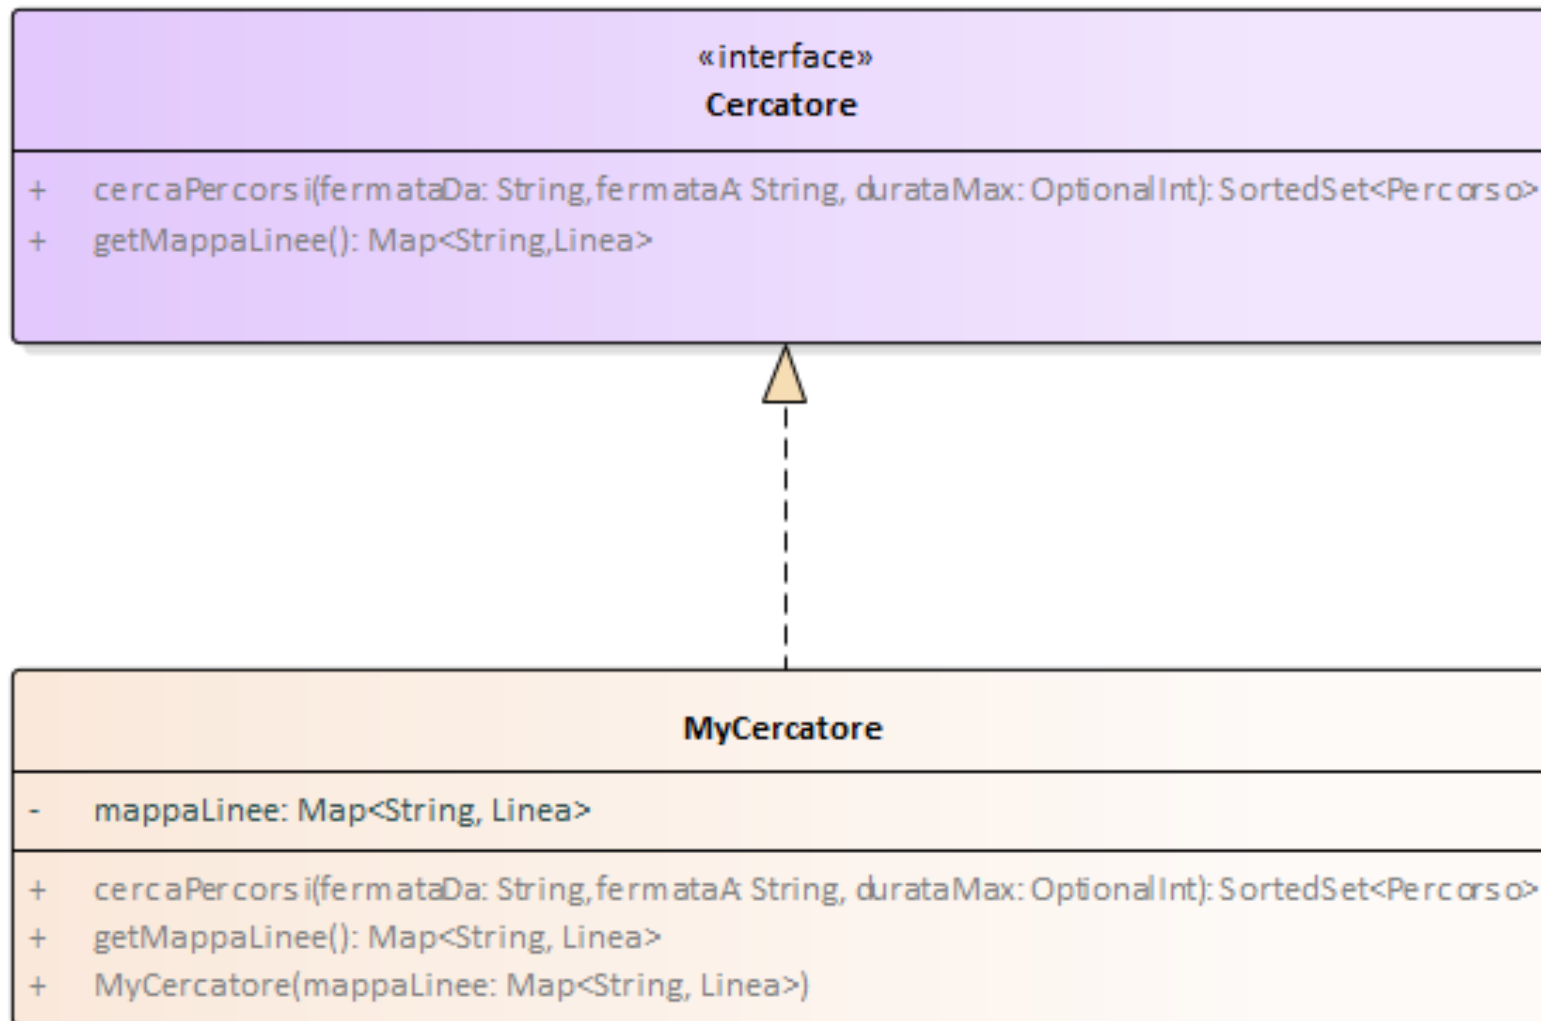 «interface»
Cercatore
+ cercaPercorsi(fermataDa: String, fermataA: String, durataMax: OptionalInt): SortedSet<Percorso>
+ getMappaLinee(): Map<String,Linea>
MyCercatore
- mappaLinee: Map<String, Linea>
+ cercaPercorsi(fermataDa: String, fermataA: String, durataMax: OptionalInt): SortedSet<Percorso>
+ getMappaLinee(): Map<String, Linea>
+ MyCercatore(mappaLinee: Map<String, Linea>)